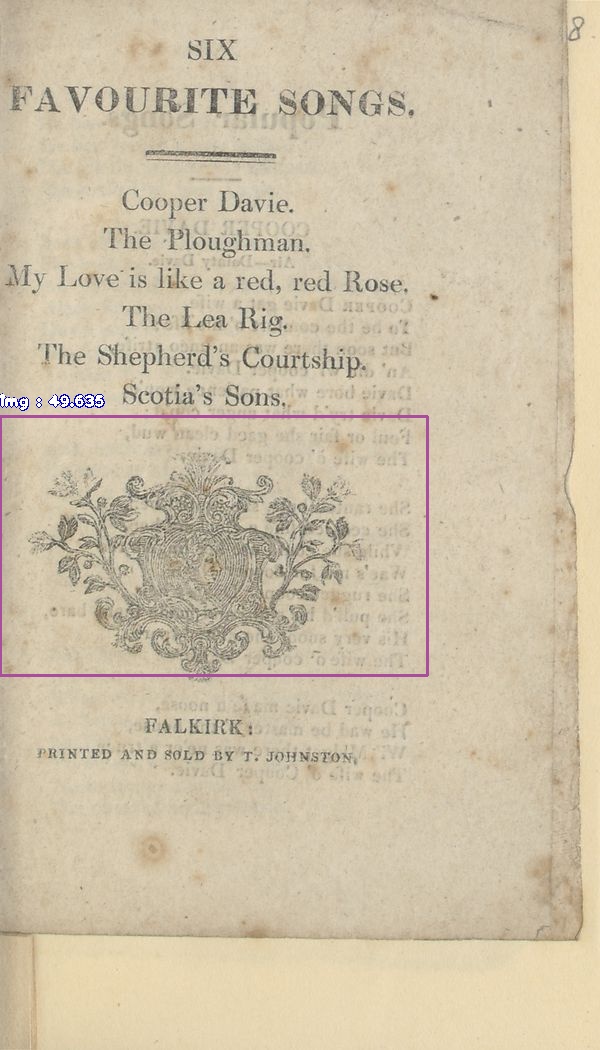 8
SIX
FAVOURITE SONGS.
Cooper Davie.
The Ploughman.
My Love is like a red, red Rose.
The Lea Rig.
The Shepherd's Courtship.
Scotia's Sons.
img : 49.635
FALKIRK:
PRINTED AND SOLD BY T. JOHNSTON.